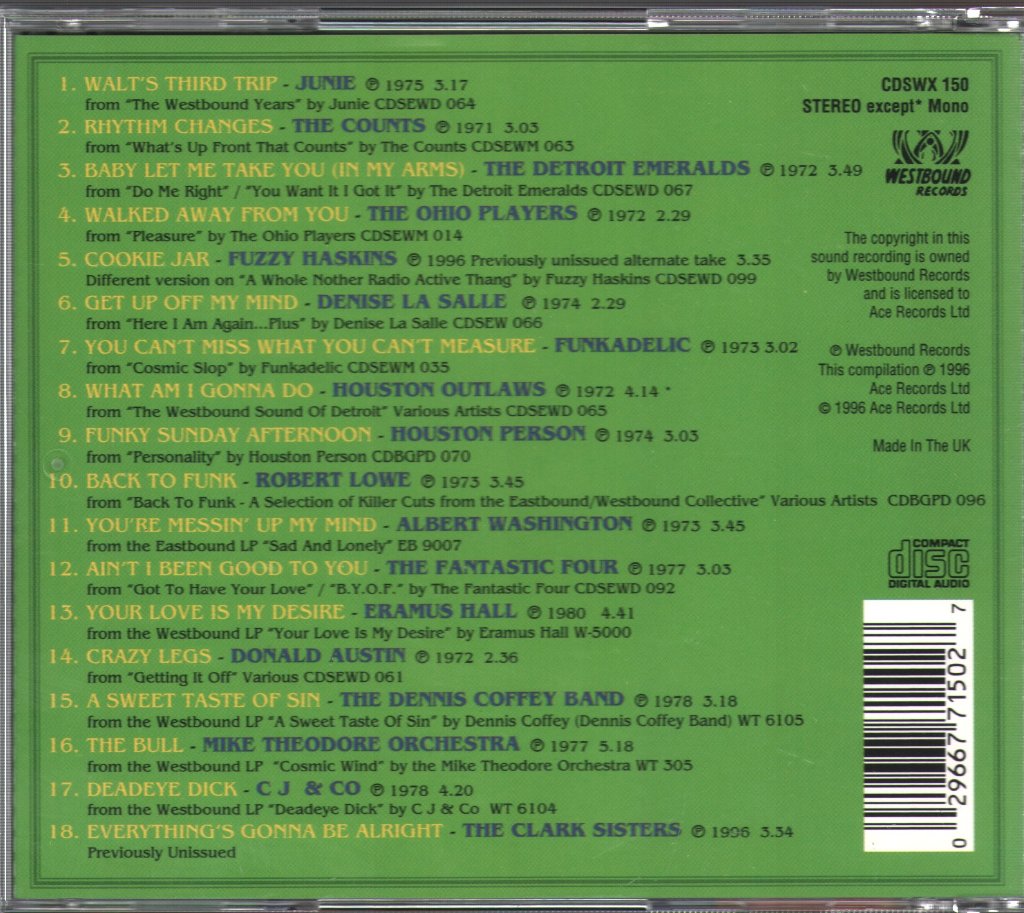 1. WALT'S THIRD TRIP - JUNIE ℗ 1975 3.17
from "The Westbound Years" by Junie CDSEWD 064
2. RHYTHM CHANGES - THE COUNTS ℗ 1971 3.03
from "What's Up Front That Counts" by The Counts CDSEWM 063
3. BABY LET ME TAKE YOU (IN MY ARMS) - THE DETROIT EMERALDS ℗ 1972 3.49
from "Do Me Right" / "You Want It I Got It" by The Detroit Emeralds CDSEWD 067
4. WALKED AWAY FROM YOU - THE OHIO PLAYERS ℗ 1972 2.29
from "Pleasure" by The Ohio Players CDSEWM 014
5. COOKIE JAR - FUZZY HASKINS ℗ 1996 Previously unissued alternate take 3.35
Different version on "A Whole Nother Radio Active Thang" by Fuzzy Haskins CDSEWD 099
6. GET UP OFF MY MIND - DENISE LA SALLE ℗ 1974 2.29
from "Here I Am Again...Plus" by Denise La Salle CDSEW 066
7. YOU CAN'T MISS WHAT YOU CAN'T MEASURE - FUNKADELIC ℗ 1973 3.02
from "Cosmic Slop" by Funkadelic CDSEWM 035
8. WHAT AM I GONNA DO - HOUSTON OUTLAWS ℗ 1972 4.14 *
from "The Westbound Sound Of Detroit" Various Artists CDSEWD 065
9. FUNKY SUNDAY AFTERNOON - HOUSTON PERSON ℗ 1974 3.03
from "Personality" by Houston Person CDBGPD 070
10. BACK TO FUNK - ROBERT LOWE ℗ 1973 3.45
from "Back To Funk - A Selection of Killer Cuts from the Eastbound/Westbound Collective" Various Artists CDBGPD 096
11. YOU'RE MESSIN' UP MY MIND - ALBERT WASHINGTON ℗ 1973 3.45
from the Eastbound LP "Sad And Lonely" EB 9007
12. AIN'T I BEEN GOOD TO YOU - THE FANTASTIC FOUR ℗ 1977 3.03
from "Got To Have Your Love" / "B.Y.O.F." by The Fantastic Four CDSEWD 092
13. YOUR LOVE IS MY DESIRE - ERAMUS HALL ℗ 1980 4.41
from the Westbound LP "Your Love Is My Desire" by Eramus Hall W-5000
14. CRAZY LEGS - DONALD AUSTIN ℗ 1972 2.36
from "Getting It Off" Various CDSEWD 061
15. A SWEET TASTE OF SIN - THE DENNIS COFFEY BAND ℗ 1978 3.18
from the Westbound LP "A Sweet Taste Of Sin" by Dennis Coffey (Dennis Coffey Band) WT 6105
16. THE BULL - MIKE THEODORE ORCHESTRA ℗ 1977 5.18
from the Westbound LP "Cosmic Wind" by the Mike Theodore Orchestra WT 305
17. DEADEYE DICK - C J & CO ℗ 1978 4.20
from the Westbound LP "Deadeye Dick" by C J & Co WT 6104
18. EVERYTHING'S GONNA BE ALRIGHT - THE CLARK SISTERS ℗ 1996 3.34
Previously Unissued
CDSWX 150
STEREO except* Mono
WESTBOUND
RECORDS
The copyright in this
sound recording is owned
by Westbound Records
and is licensed to
Ace Records Ltd
℗ Westbound Records
This compilation ℗ 1996
Ace Records Ltd
© 1996 Ace Records Ltd
Made In The UK
COMPACT
disc
DIGITAL AUDIO
0 29667 71502 7